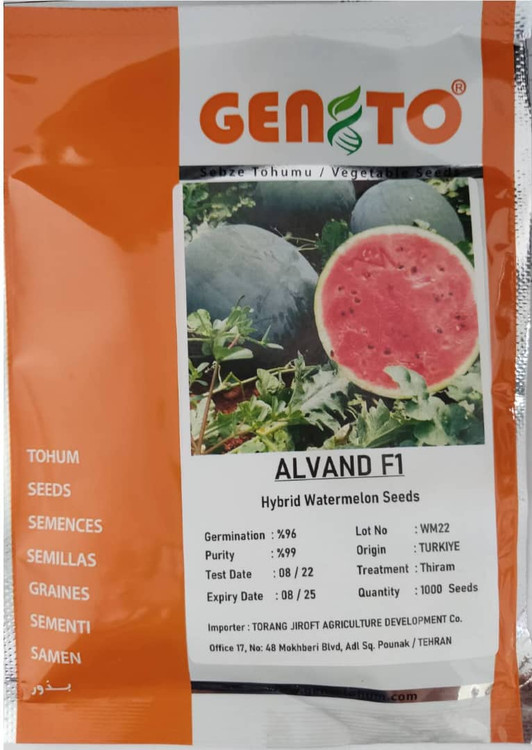 GENETO®
Sebze Tohumu / Vegetable Seeds
ALVAND F1
Hybrid Watermelon Seeds
Germination : %96
Purity : %99
Test Date : 08 / 22
Expiry Date : 08 / 25
Lot No : WM22
Origin : TURKIYE
Treatment : Thiram
Quantity : 1000 Seeds
Importer : TORANG JIROFT AGRICULTURE DEVELOPMENT Co.
Office 17, No: 48 Mokhberi Blvd, Adl Sq. Pounak / TEHRAN
TOHUM
SEEDS
SEMENCES
SEMILLAS
GRAINES
SEMENTI
SAMEN
بذور